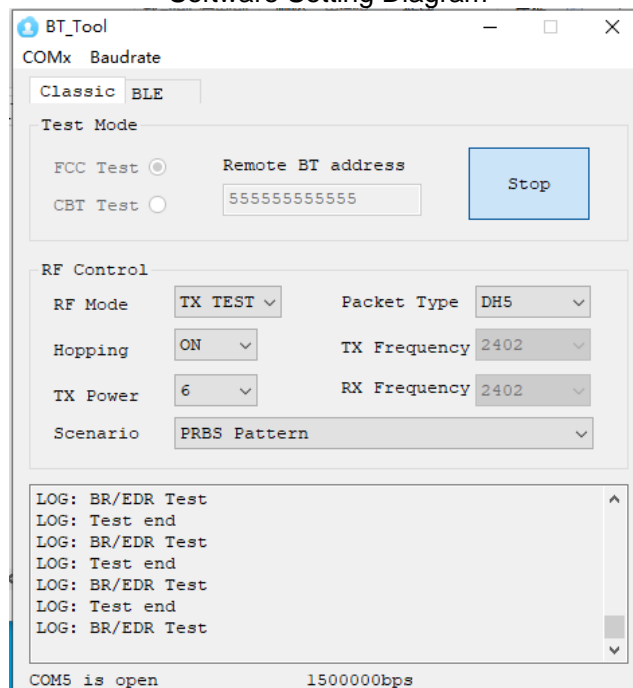 Software Setting Diagram
BT_Tool
COMx Baudrate
Classic BLE
Test Mode
FCC Test Remote BT address
Stop
CBT Test 555555555555
RF Control
RF Mode TX TEST Packet Type DH5
Hopping ON TX Frequency 2402
TX Power 6 RX Frequency 2402
Scenario PRBS Pattern
LOG: BR/EDR Test
LOG: Test end
LOG: BR/EDR Test
LOG: Test end
LOG: BR/EDR Test
LOG: Test end
LOG: BR/EDR Test
COM5 is open 1500000bps